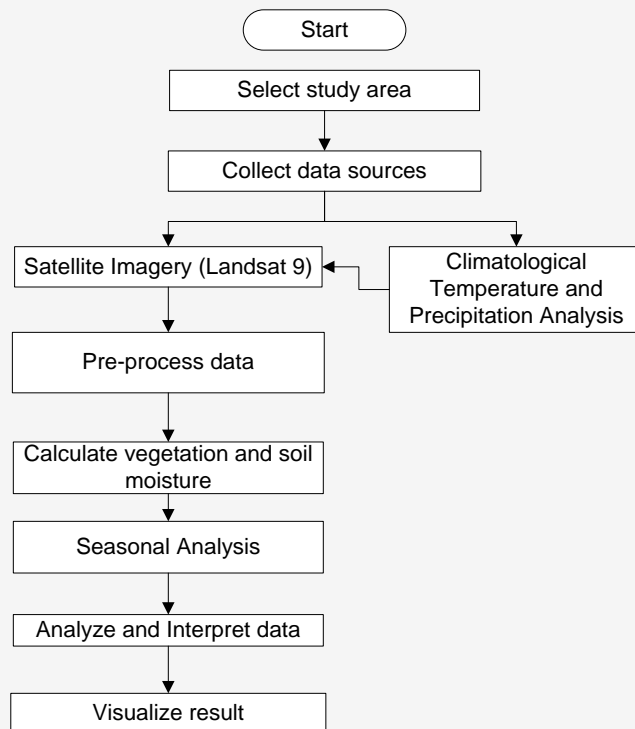 Start
Select study area
Collect data sources
Satellite Imagery (Landsat 9)
Climatological
Temperature and
Precipitation Analysis
Pre-process data
Calculate vegetation and soil
moisture
Seasonal Analysis
Analyze and Interpret data
Visualize result